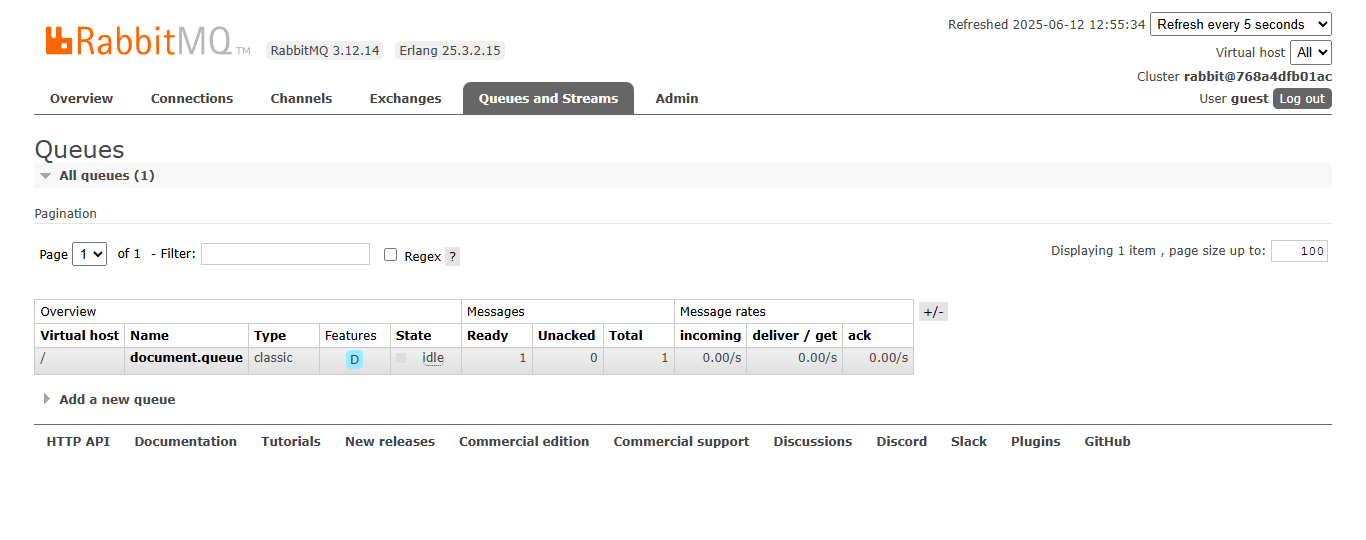 Refreshed 2025-06-12 12:55:34 Refresh every 5 seconds
RabbitMQ TM RabbitMQ 3.12.14 Erlang 25.3.2.15
Virtual host All
Cluster rabbit@768a4dfb01ac
User guest Log out
Overview Connections Channels Exchanges Queues and Streams Admin
Queues
All queues (1)
Pagination
Page 1 of 1 - Filter: Regex ? Displaying 1 item , page size up to: 100
Overview Messages Message rates +/-
Virtual host Name Type Features State Ready Unacked Total incoming deliver / get ack
/ document.queue classic D idle 1 0 1 0.00/s 0.00/s 0.00/s
Add a new queue
HTTP API Documentation Tutorials New releases Commercial edition Commercial support Discussions Discord Slack Plugins GitHub